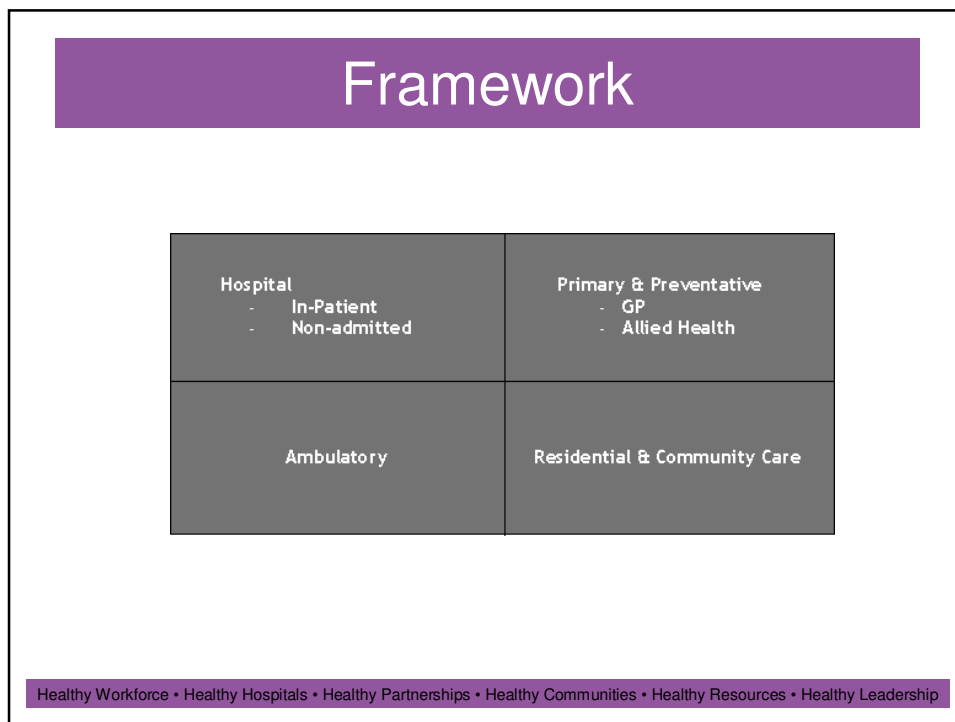 Framework
Hospital
- In-Patient
- Non-admitted
Primary & Preventative
- GP
- Allied Health
Ambulatory
Residential & Community Care
Healthy Workforce • Healthy Hospitals • Healthy Partnerships • Healthy Communities • Healthy Resources • Healthy Leadership